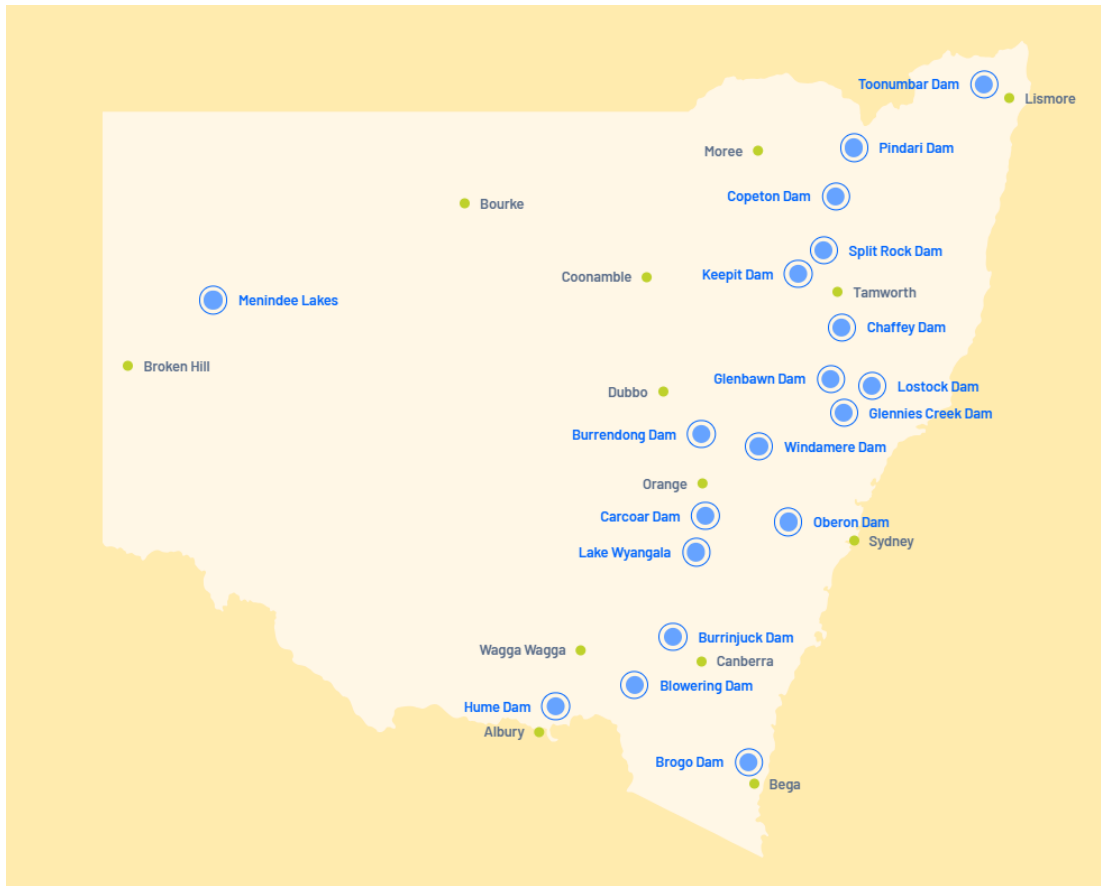 Toonumbar Dam
Lismore
Moree
Pindari Dam
Copeton Dam
Bourke
Split Rock Dam
Coonamble
Keepit Dam
Tamworth
Menindee Lakes
Chaffey Dam
Broken Hill
Glenbawn Dam
Lostock Dam
Dubbo
Glennies Creek Dam
Burrendong Dam
Windamere Dam
Orange
Carcoar Dam
Oberon Dam
Sydney
Lake Wyangala
Burrinjuck Dam
Wagga Wagga
Canberra
Blowering Dam
Hume Dam
Albury
Brogo Dam
Bega